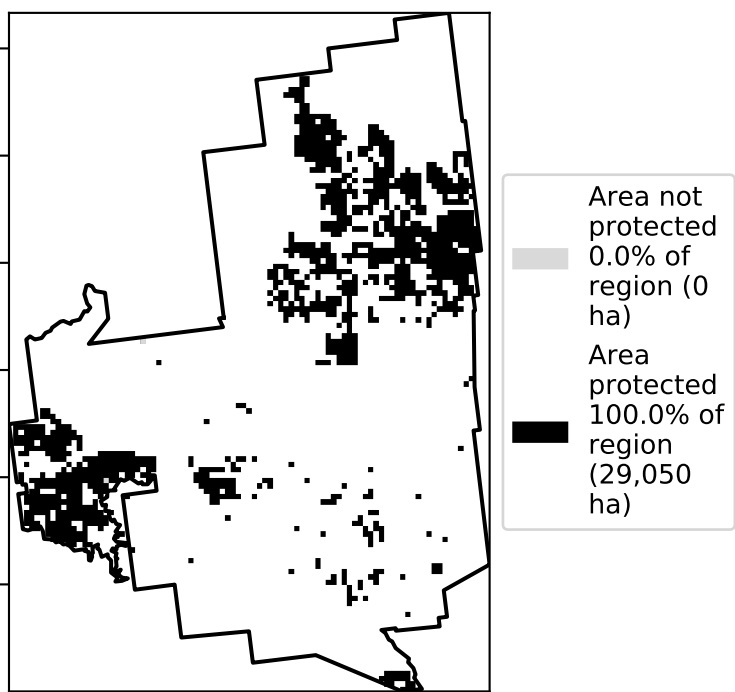 Area not
protected
0.0% of
region (0
ha)
Area
protected
100.0% of
region
(29,050
ha)